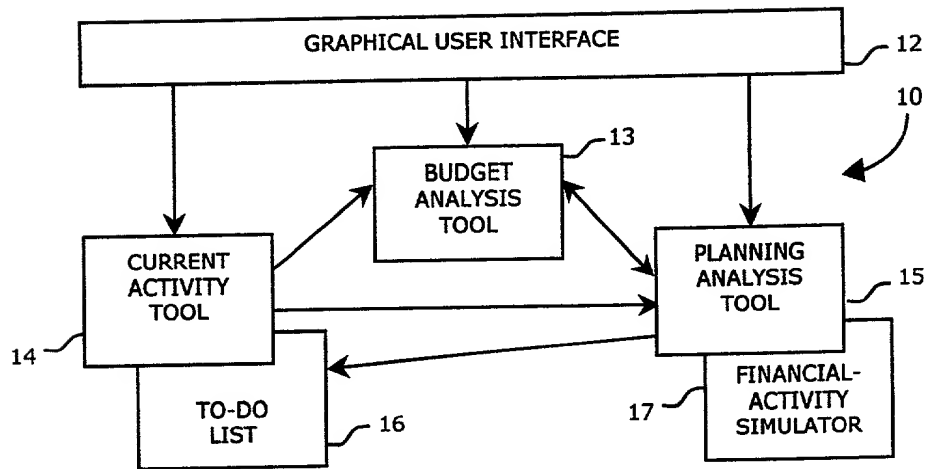 GRAPHICAL USER INTERFACE
12
10
13
BUDGET
ANALYSIS
TOOL
CURRENT
ACTIVITY
TOOL
14
PLANNING
ANALYSIS
TOOL
15
TO-DO
LIST
16
17
FINANCIAL-
ACTIVITY
SIMULATOR